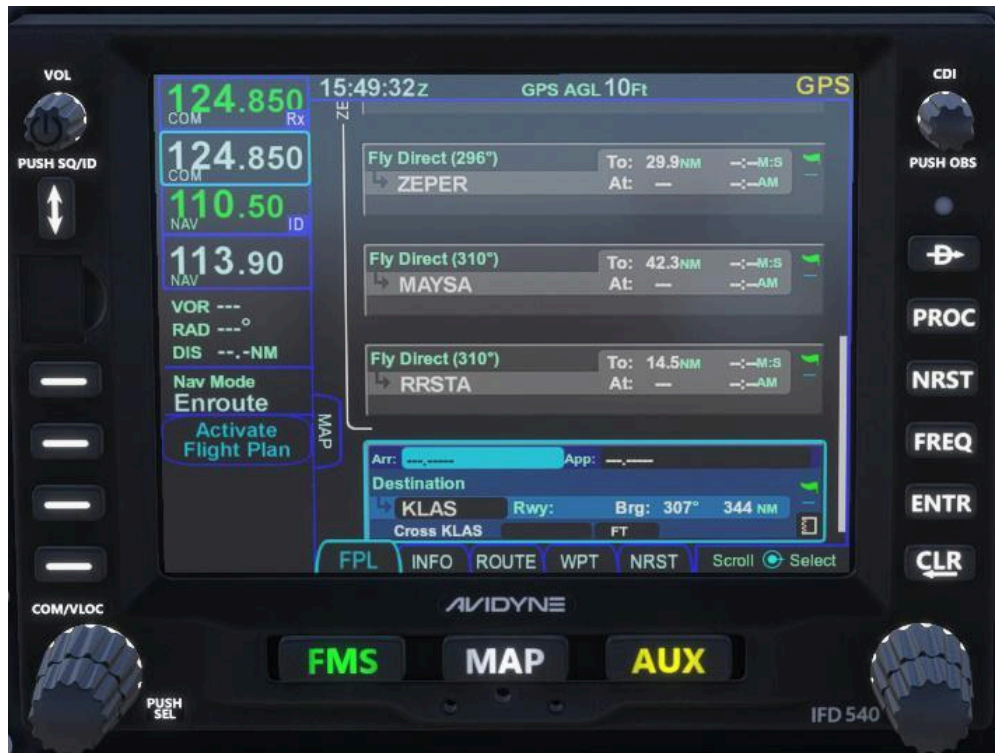 VOL
PUSH SQ/ID
COM/VLOC
PUSH
SEL
124.850
COM Rx
124.850
COM
110.50
NAV ID
113.90
NAV
VOR ---
RAD ---°
DIS --.-NM
Nav Mode
Enroute
Activate
Flight Plan
15:49:32Z GPS AGL 10Ft GPS
ZE
Fly Direct (296°) To: 29.9NM --:--M:S
ZEPER At: — --:--AM
Fly Direct (310°) To: 42.3NM --:--M:S
MAYSA At: — --:--AM
Fly Direct (310°) To: 14.5NM --:--M:S
RRSTA At: — --:--AM
MAP
Arr: ---.----- App: ---.-----
Destination
KLAS Rwy: Brg: 307° 344 NM
Cross KLAS FT
FPL INFO ROUTE WPT NRST Scroll Select
CDI
PUSH OBS
D
PROC
NRST
FREQ
ENTR
CLR
AVIDYNE
FMS MAP AUX
IFD 540